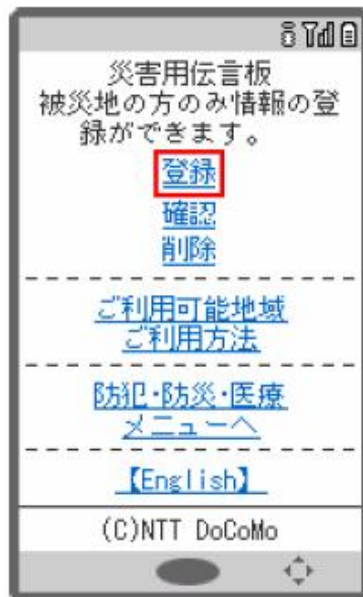 災害用伝言板
被災地の方のみ情報の登
録ができます。
登録
確認
削除
ご利用可能地域
ご利用方法
防犯・防災・医療
メニューへ
【English】
(C)NTT DoCoMo